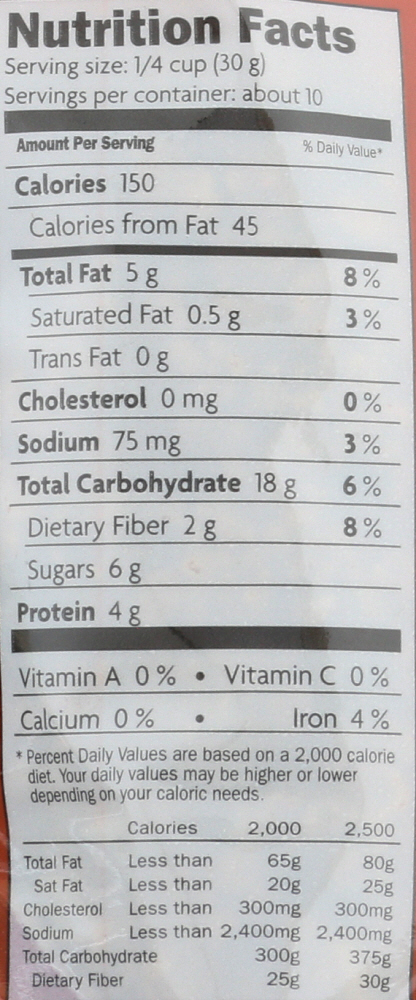 Nutrition Facts
Serving size: 1/4 cup (30 g)
Servings per container: about 10
Amount Per Serving % Daily Value*
Calories 150
Calories from Fat 45
Total Fat 5 g 8 %
Saturated Fat 0.5 g 3 %
Trans Fat 0 g
Cholesterol 0 mg 0 %
Sodium 75 mg 3 %
Total Carbohydrate 18 g 6 %
Dietary Fiber 2 g 8 %
Sugars 6 g
Protein 4 g
Vitamin A 0 % • Vitamin C 0 %
Calcium 0 % • Iron 4 %
* Percent Daily Values are based on a 2,000 calorie
diet. Your daily values may be higher or lower
depending on your caloric needs.
Calories 2,000 2,500
Total Fat Less than 65g 80g
Sat Fat Less than 20g 25g
Cholesterol Less than 300mg 300mg
Sodium Less than 2,400mg 2,400mg
Total Carbohydrate 300g 375g
Dietary Fiber 25g 30g